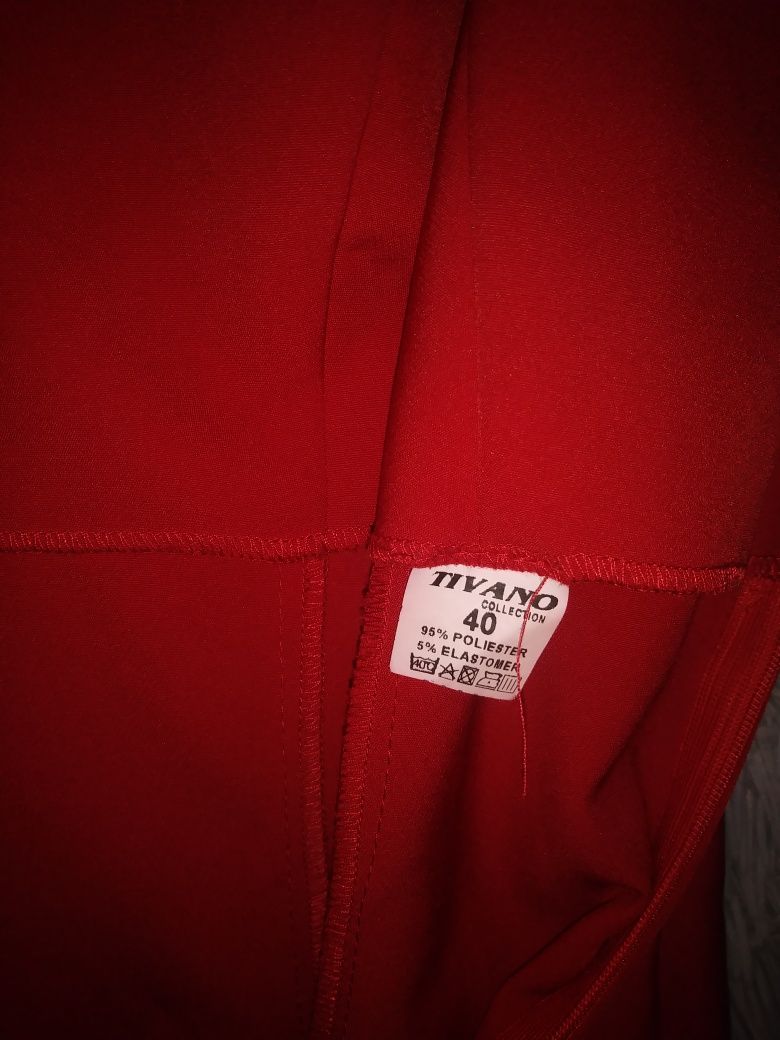 TIVANO
COLLECTION
40
95% POLIESTER
5% ELASTOMER